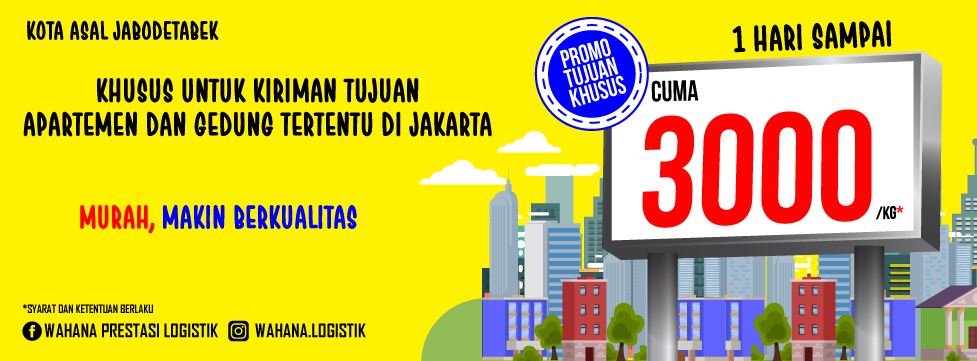 KOTA ASAL JABODETABEK
KHUSUS UNTUK KIRIMAN TUJUAN
APARTEMEN DAN GEDUNG TERTENTU DI JAKARTA
MURAH, MAKIN BERKUALITAS
*SYARAT DAN KETENTUAN BERLAKU
WAHANA PRESTASI LOGISTIK WAHANA.LOGISTIK
PROMO
TUJUAN
KHUSUS
1 HARI SAMPAI
CUMA
3000
/KG*